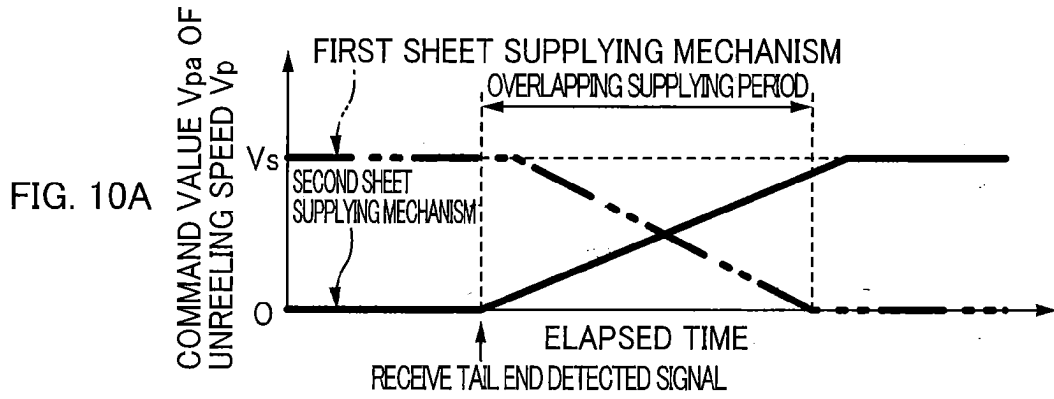 FIG. 10A
COMMAND VALUE Vpa OF
UNREELING SPEED Vp
FIRST SHEET SUPPLYING MECHANISM
OVERLAPPING SUPPLYING PERIOD
Vs
SECOND SHEET
SUPPLYING MECHANISM
0
ELAPSED TIME
RECEIVE TAIL END DETECTED SIGNAL